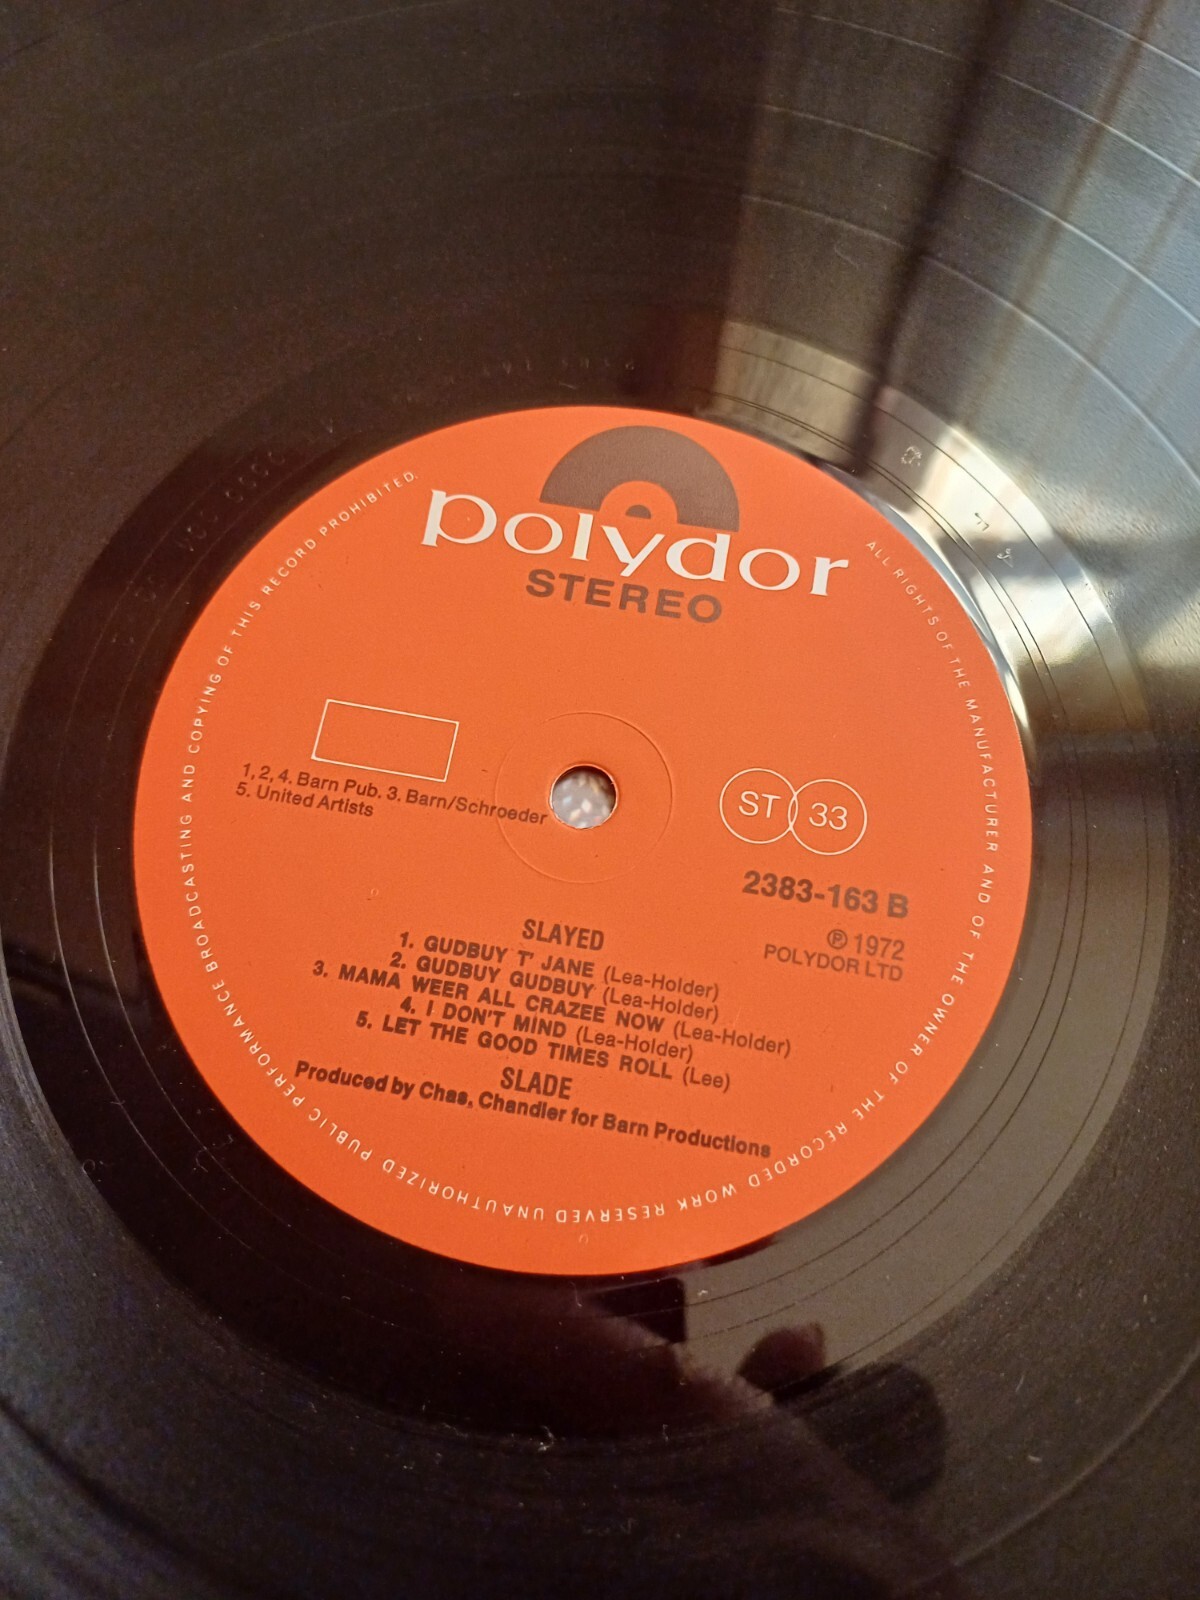 polydor
STEREO
1, 2, 4. Barn Pub. 3. Barn/Schroeder
5. United Artists
ST 33
2383-163 B
Ⓟ 1972
POLYDOR LTD
SLAYED
1. GUDBUY T' JANE (Lea-Holder)
2. GUDBUY GUDBUY (Lea-Holder)
3. MAMA WEER ALL CRAZEE NOW (Lea-Holder)
4. I DON'T MIND (Lea-Holder)
5. LET THE GOOD TIMES ROLL (Lee)
SLADE
Produced by Chas. Chandler for Barn Productions
ALL RIGHTS OF THE MANUFACTURER AND OF THE OWNER OF THE RECORDED WORK RESERVED UNAUTHORIZED PUBLIC PERFORMANCE BROADCASTING AND COPYING OF THIS RECORD PROHIBITED.